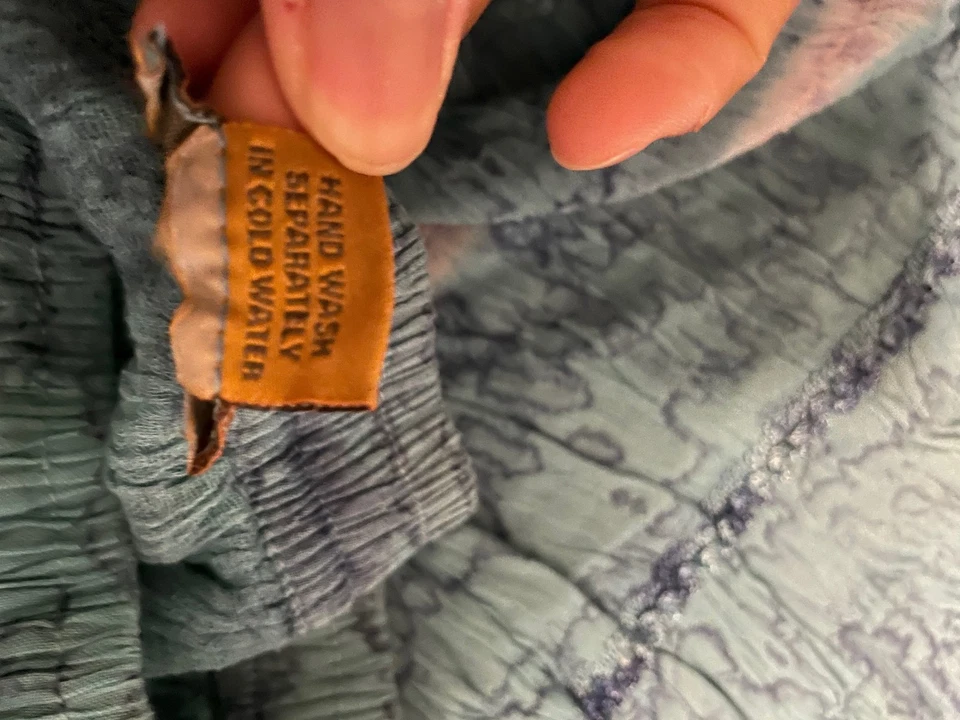 HAND WASH
SEPARATELY
IN COLD WATER